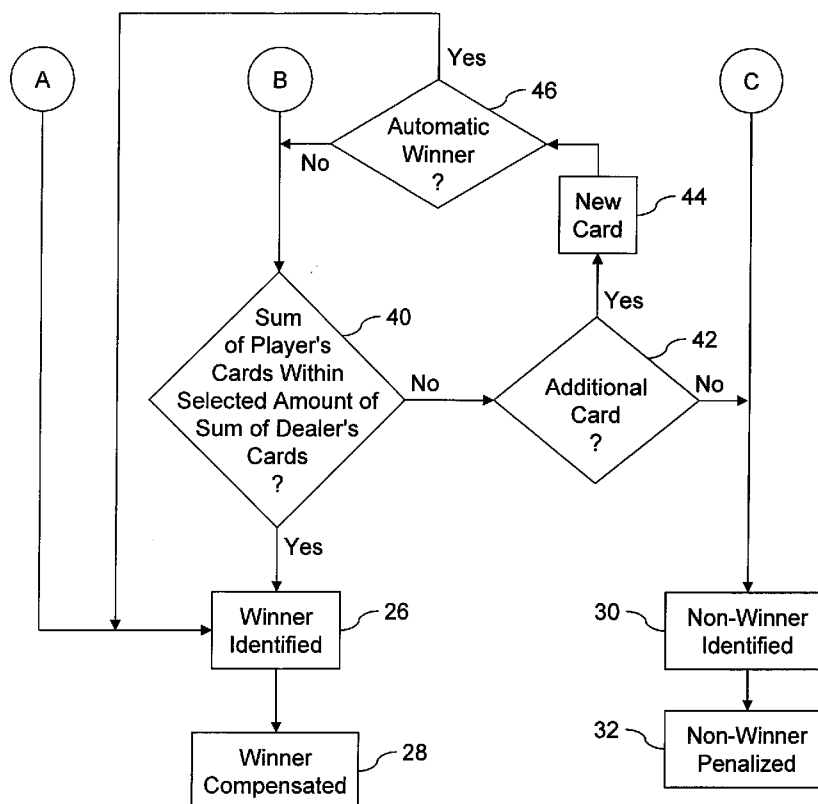 A
B
C
Yes
46
Automatic
Winner
?
No
New
Card
44
Yes
Sum
of Player's
Cards Within
Selected Amount of
Sum of Dealer's
Cards
?
40
No
Additional
Card
?
42
No
Yes
Winner
Identified
26
30
Non-Winner
Identified
Winner
Compensated
28
32
Non-Winner
Penalized